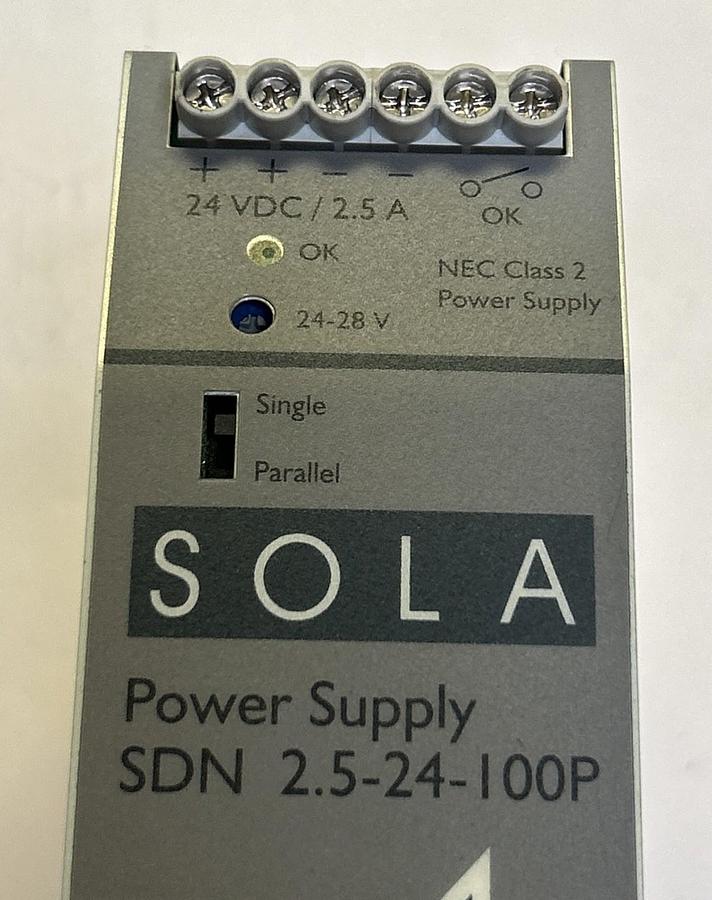 + + - -
24 VDC / 2.5 A
OK
OK
24-28 V
NEC Class 2
Power Supply
Single
Parallel
SOLA
Power Supply
SDN 2.5-24-100P